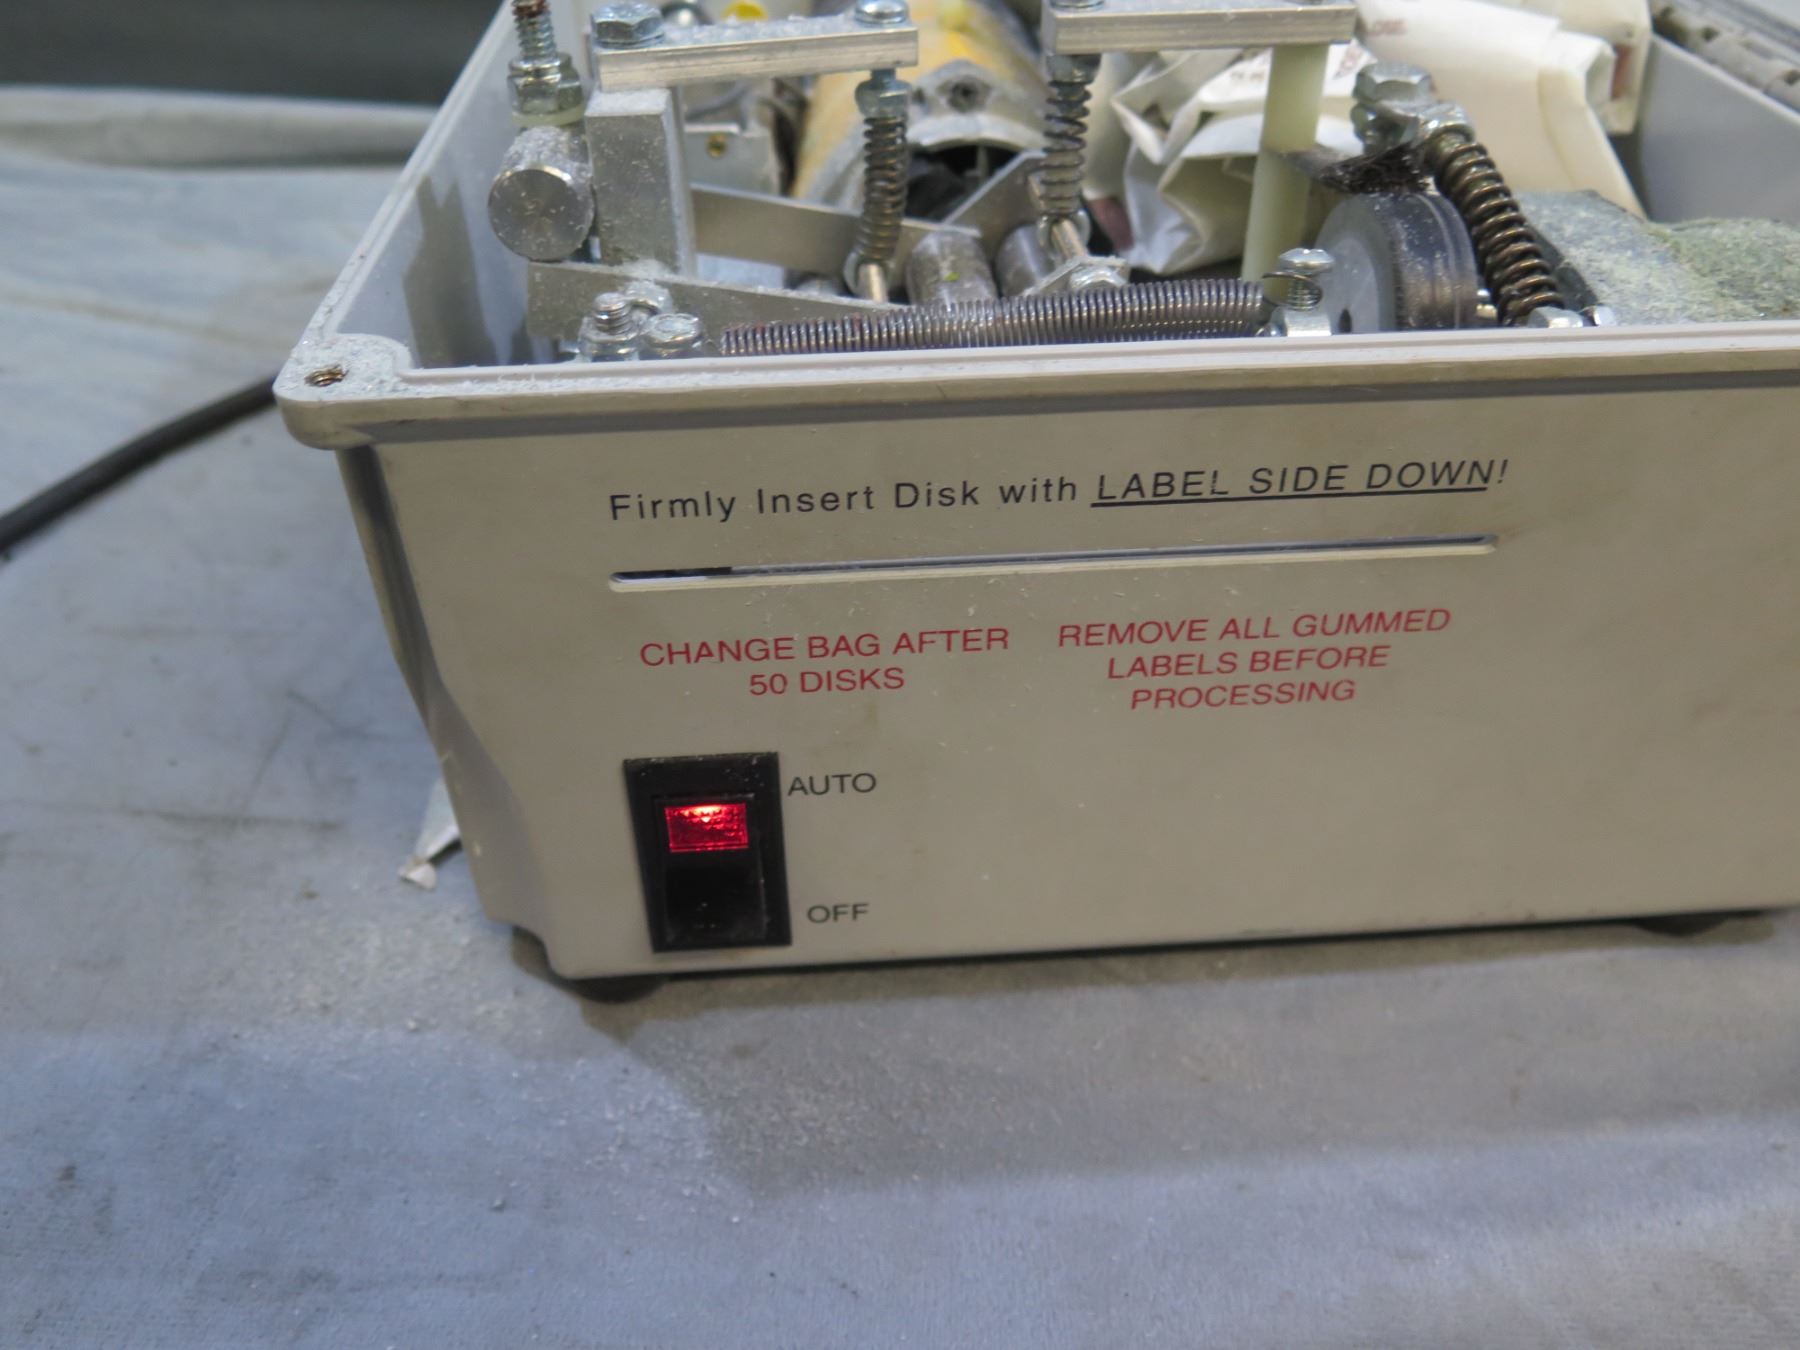 Firmly Insert Disk with LABEL SIDE DOWN!
CHANGE BAG AFTER
50 DISKS
REMOVE ALL GUMMED
LABELS BEFORE
PROCESSING
AUTO
OFF